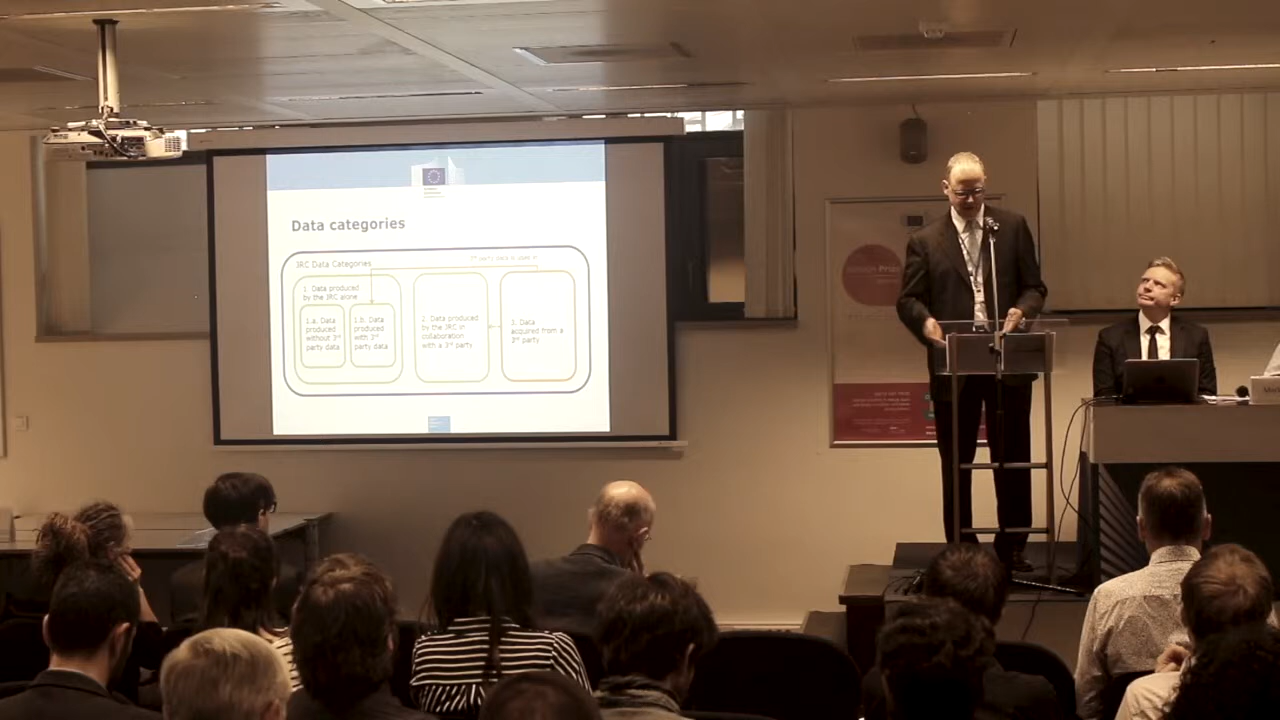 Data categories
JRC Data Categories
3rd party data is used in
1. Data produced
by the JRC alone
1.a. Data
produced
without 3rd
party data
1.b. Data
produced
with 3rd
party data
2. Data produced
by the JRC in
collaboration
with a 3rd party
3. Data
acquired from a
3rd party